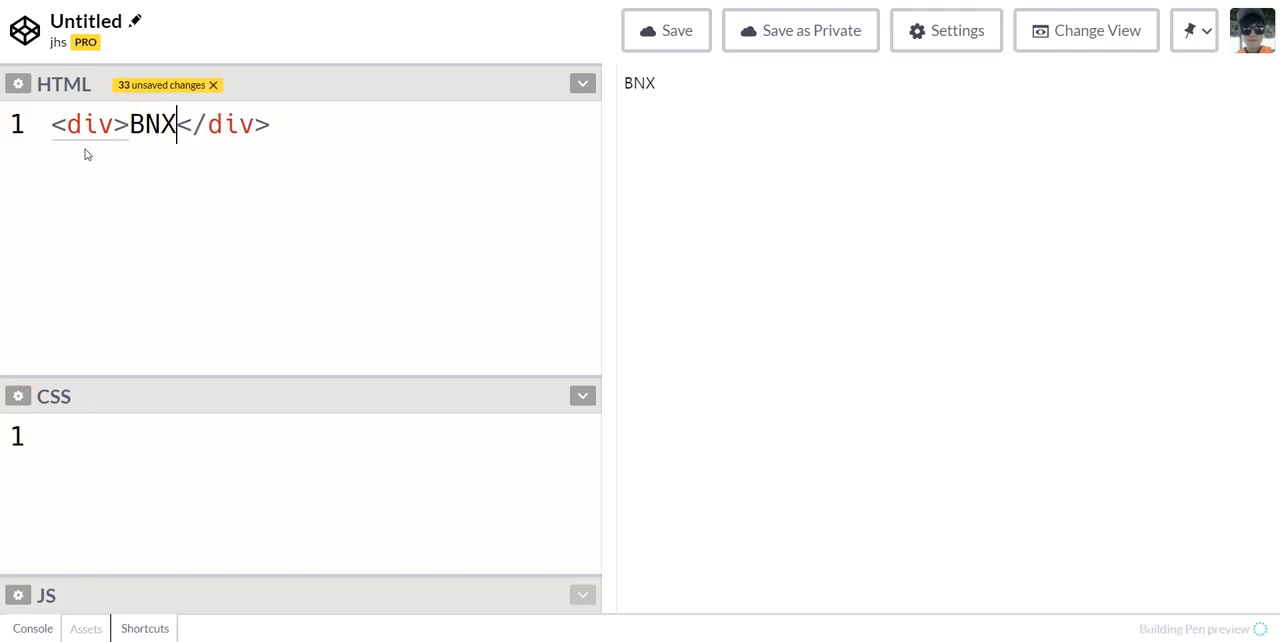 Untitled
jhs PRO
Save
Save as Private
Settings
Change View
HTML 33 unsaved changes
BNX
1 <div>BNX</div>
CSS
1
JS
Console Assets Shortcuts
Building Pen preview